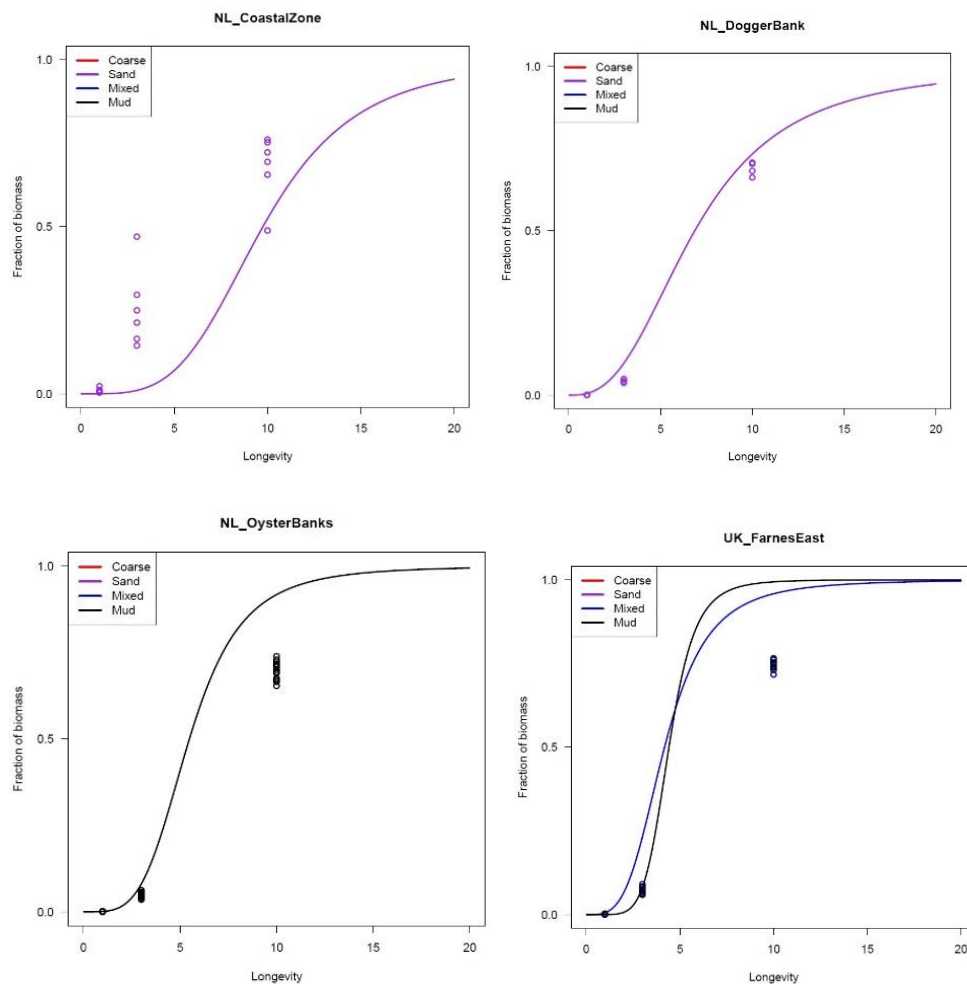 NL_CoastalZone
Coarse
Sand
Mixed
Mud
1.0
0.5
0.0
Fraction of biomass
0 5 10 15 20
Longevity
NL_DoggerBank
Coarse
Sand
Mixed
Mud
1.0
0.5
0.0
Fraction of biomass
0 5 10 15 20
Longevity
NL_OysterBanks
Coarse
Sand
Mixed
Mud
1.0
0.5
0.0
Fraction of biomass
0 5 10 15 20
Longevity
UK_FarnesEast
Coarse
Sand
Mixed
Mud
1.0
0.5
0.0
Fraction of biomass
0 5 10 15 20
Longevity